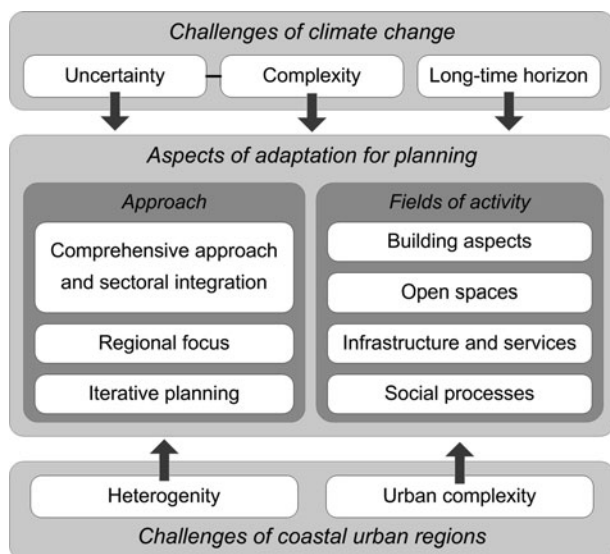 Challenges of climate change
Uncertainty
Complexity
Long-time horizon
Aspects of adaptation for planning
Approach
Comprehensive approach
and sectoral integration
Regional focus
Iterative planning
Fields of activity
Building aspects
Open spaces
Infrastructure and services
Social processes
Heterogenity
Urban complexity
Challenges of coastal urban regions